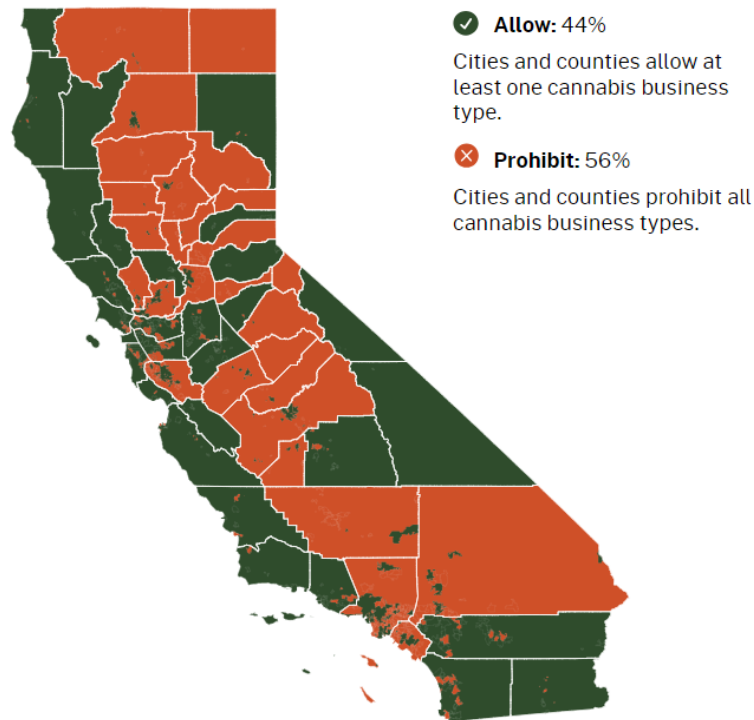 Allow: 44%
Cities and counties allow at
least one cannabis business
type.
Prohibit: 56%
Cities and counties prohibit all
cannabis business types.